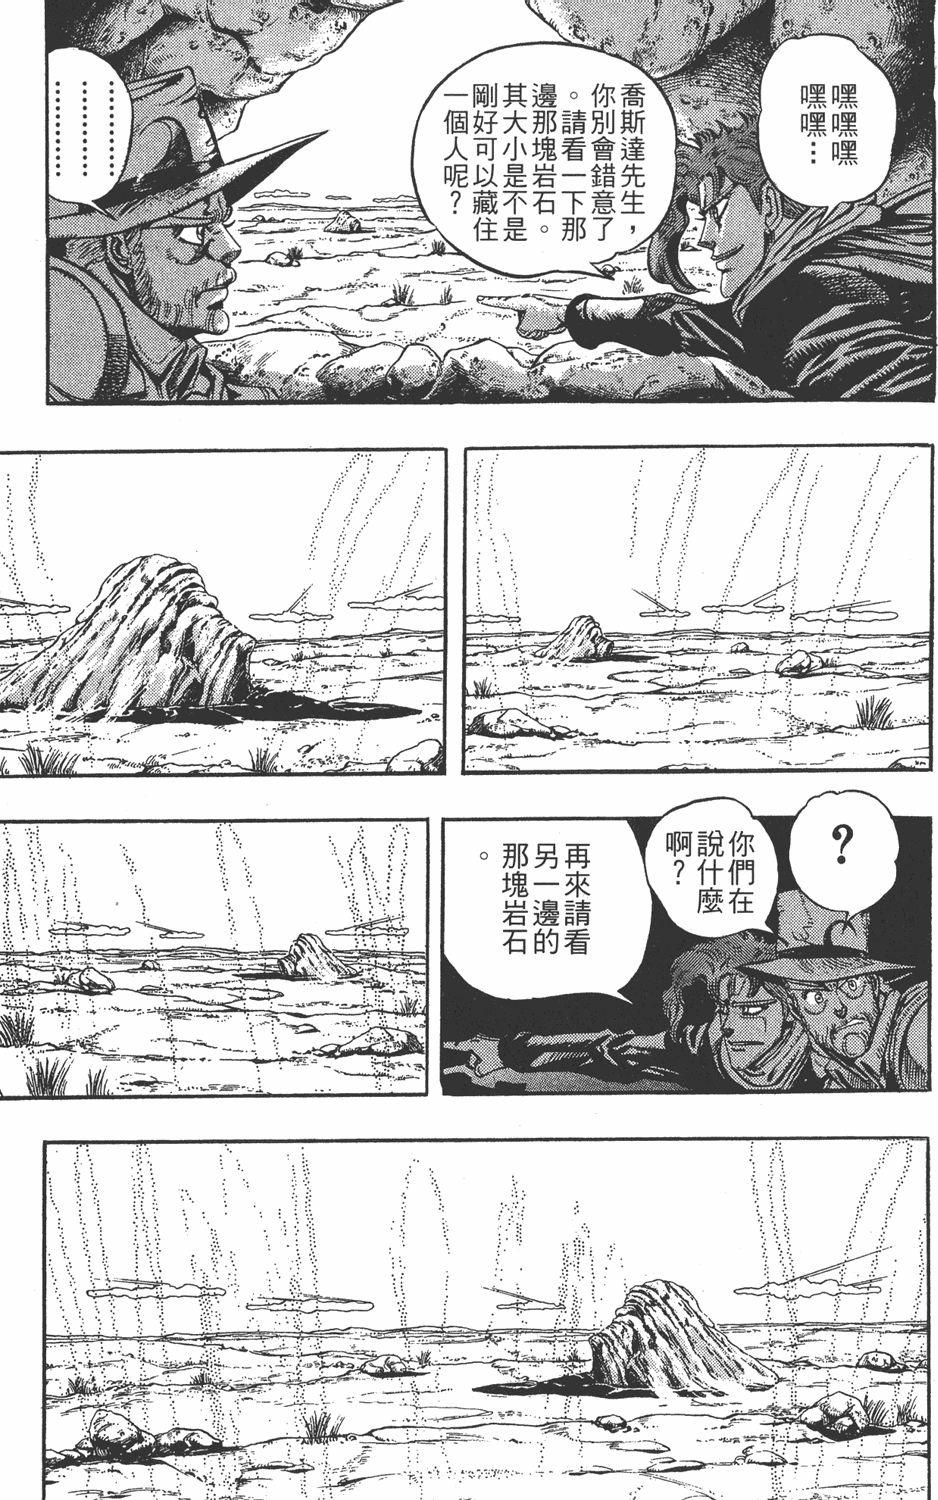 嘿嘿嘿
嘿嘿…
喬斯達先生，
你別會錯意了
。請看一下那
邊那塊岩石。
其大小是不是
剛好可以藏住
一個人呢？
…………
…………
？
你們在
說什麼
啊？
再來請看
另一邊的
那塊岩石
。